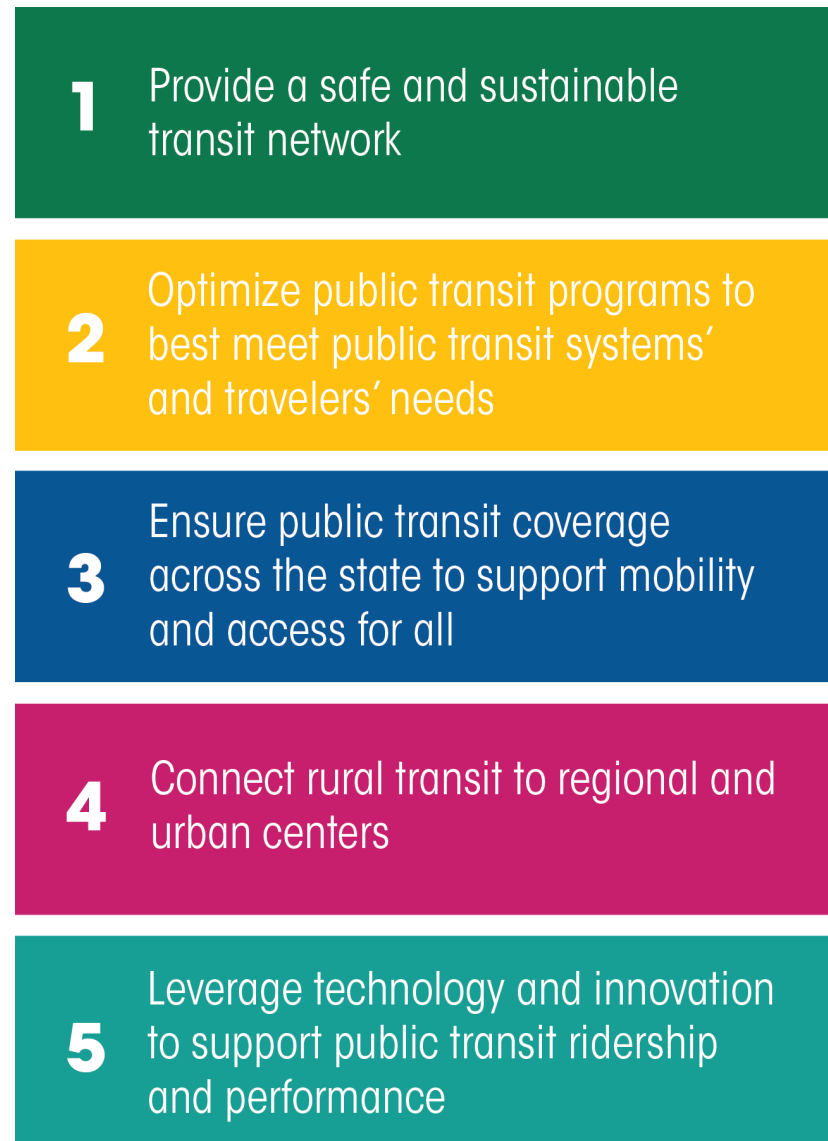 1
Provide a safe and sustainable
transit network
2
Optimize public transit programs to
best meet public transit systems’
and travelers’ needs
3
Ensure public transit coverage
across the state to support mobility
and access for all
4
Connect rural transit to regional and
urban centers
5
Leverage technology and innovation
to support public transit ridership
and performance